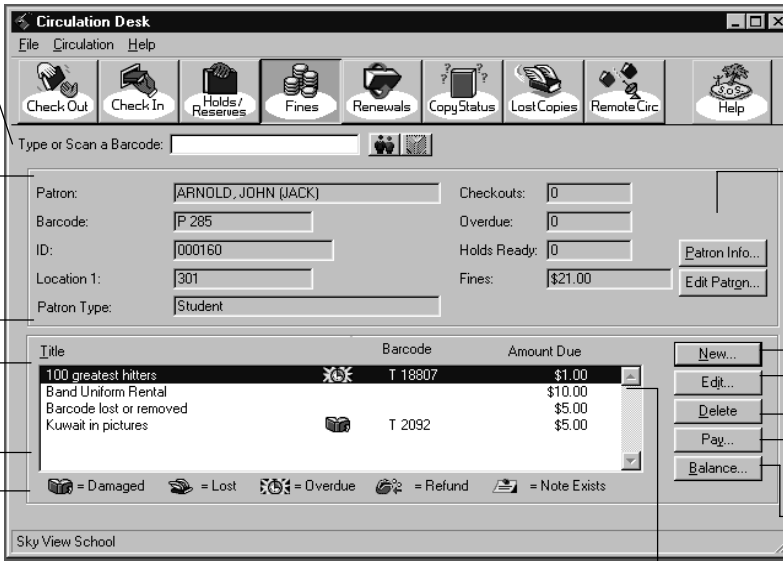 Circulation Desk
File Circulation Help
Check Out Check In Holds/ Reserves Fines Renewals Copy Status Lost Copies Remote Circ S.O.S. Help
Type or Scan a Barcode:
Patron: ARNOLD, JOHN (JACK) Checkouts: 0
Barcode: P 285 Overdue: 0
ID: 000160 Holds Ready: 0 Patron Info...
Location 1: 301 Fines: $21.00 Edit Patron...
Patron Type: Student
Title Barcode Amount Due New...
100 greatest hitters T 18807 $1.00 Edit...
Band Uniform Rental $10.00
Barcode lost or removed $5.00 Delete
Kuwait in pictures T 2092 $5.00 Pay...
Balance...
= Damaged = Lost = Overdue = Refund = Note Exists
Sky View School